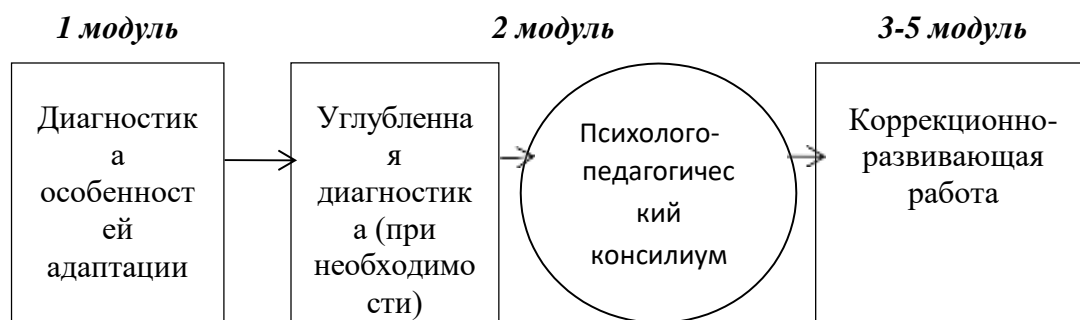 1 модуль
2 модуль
3-5 модуль
Диагностик
а
особенност
ей
адаптации
Углубленна
я
диагностик
а (при
необходимо
сти)
Психолого-
педагогичес
кий
консилиум
Коррекционно-
развивающая
работа